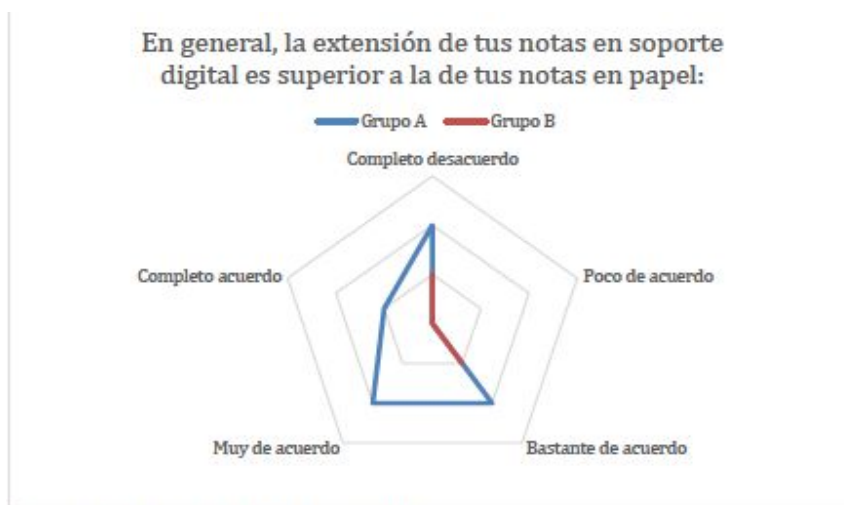 En general, la extensión de tus notas en soporte
digital es superior a la de tus notas en papel:
Grupo A Grupo B
Completo desacuerdo
Completo acuerdo Poco de acuerdo
Muy de acuerdo Bastante de acuerdo